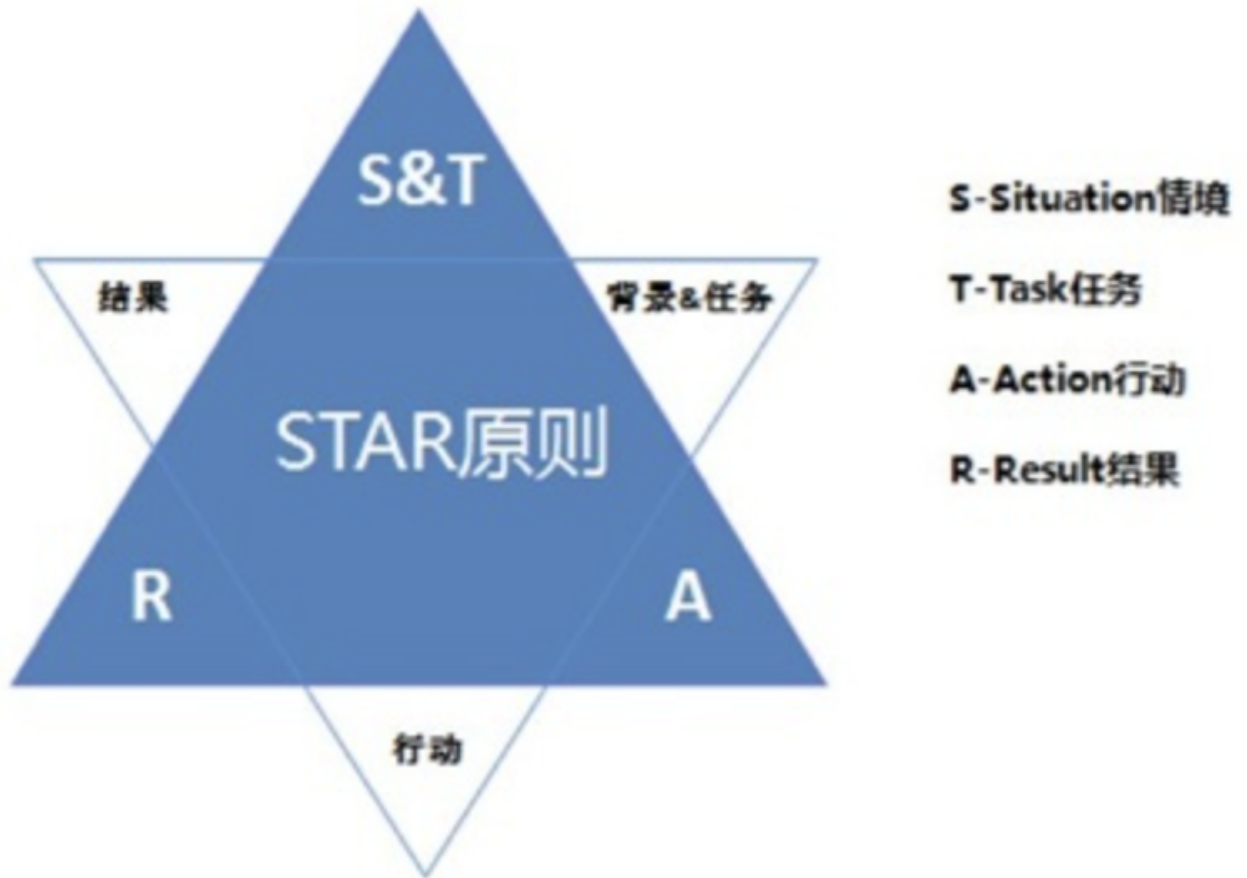 S&T
结果
背景&任务
STAR原则
R
A
行动
S-Situation情境
T-Task任务
A-Action行动
R-Result结果